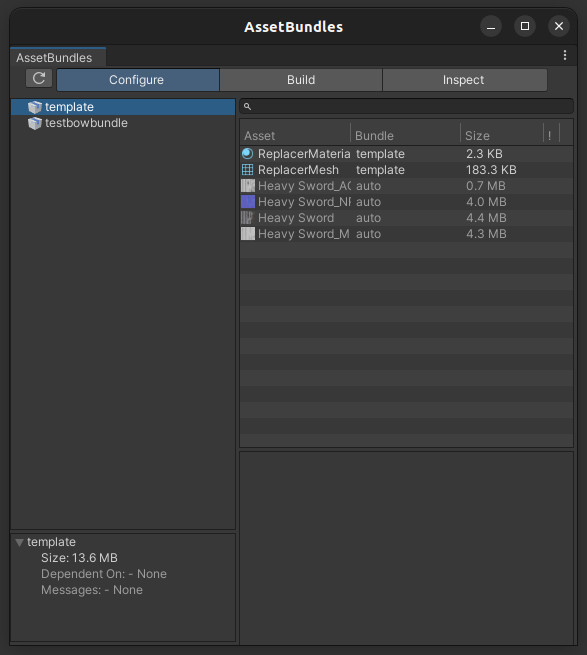 AssetBundles
AssetBundles
Configure Build Inspect
template
testbowbundle
Asset Bundle Size !
ReplacerMateria template 2.3 KB
ReplacerMesh template 183.3 KB
Heavy Sword_AO auto 0.7 MB
Heavy Sword_NR auto 4.0 MB
Heavy Sword auto 4.4 MB
Heavy Sword_M auto 4.3 MB
template
Size: 13.6 MB
Dependent On: - None
Messages: - None